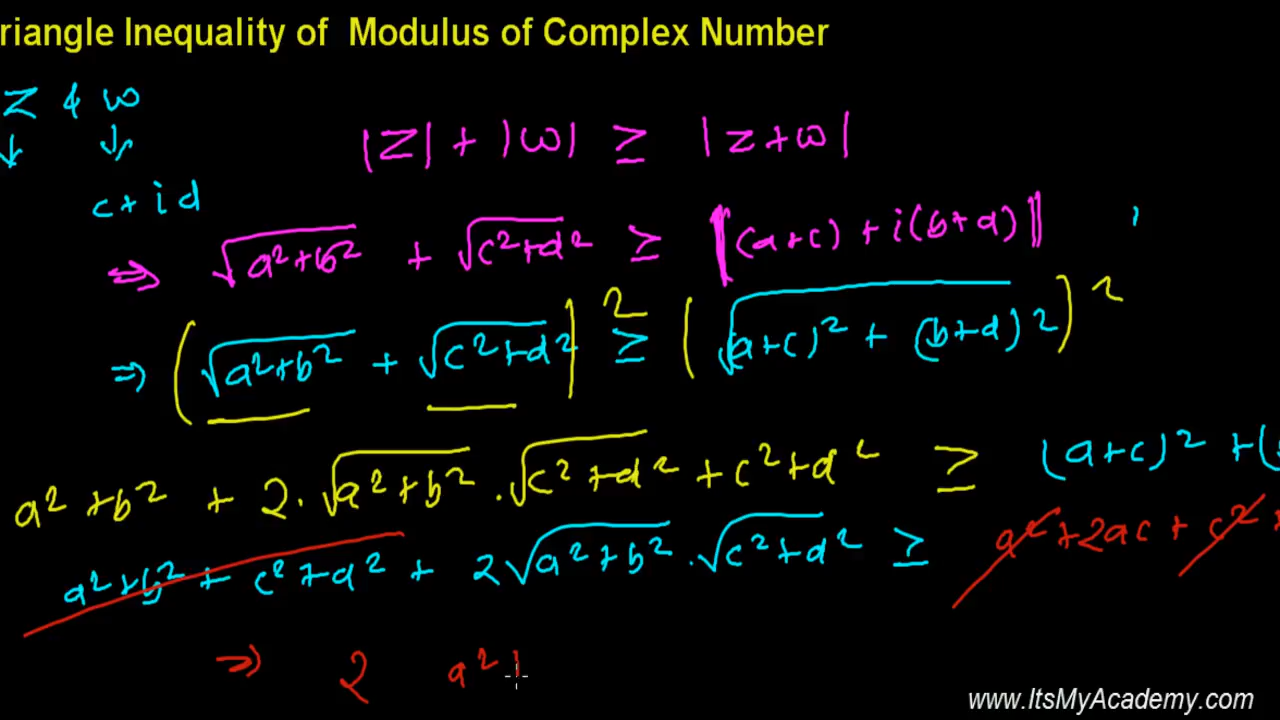 riangle Inequality of Modulus of Complex Number
z & w
↓ ↓
|z| + |w| ≥ |z+w|
c + id
⇒ √(a²+b²) + √(c²+d²) ≥ |(a+c) + i(b+d)|
⇒ (√(a²+b²) + √(c²+d²))² ≥ (√((a+c)² + (b+d)²))²
a²+b² + 2.√(a²+b²).√(c²+d²) + c²+d² ≥ (a+c)² + (
a²+b² + c²+d² + 2√(a²+b²).√(c²+d²) ≥ a²+2ac+c²+
⇒ 2 a²
www.ItsMyAcademy.com